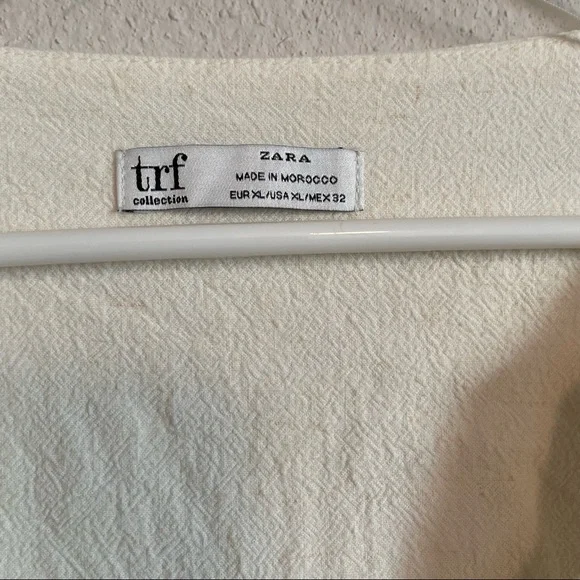 trf
collection
ZARA
MADE IN MOROCCO
EUR XL/USA XL/MEX 32